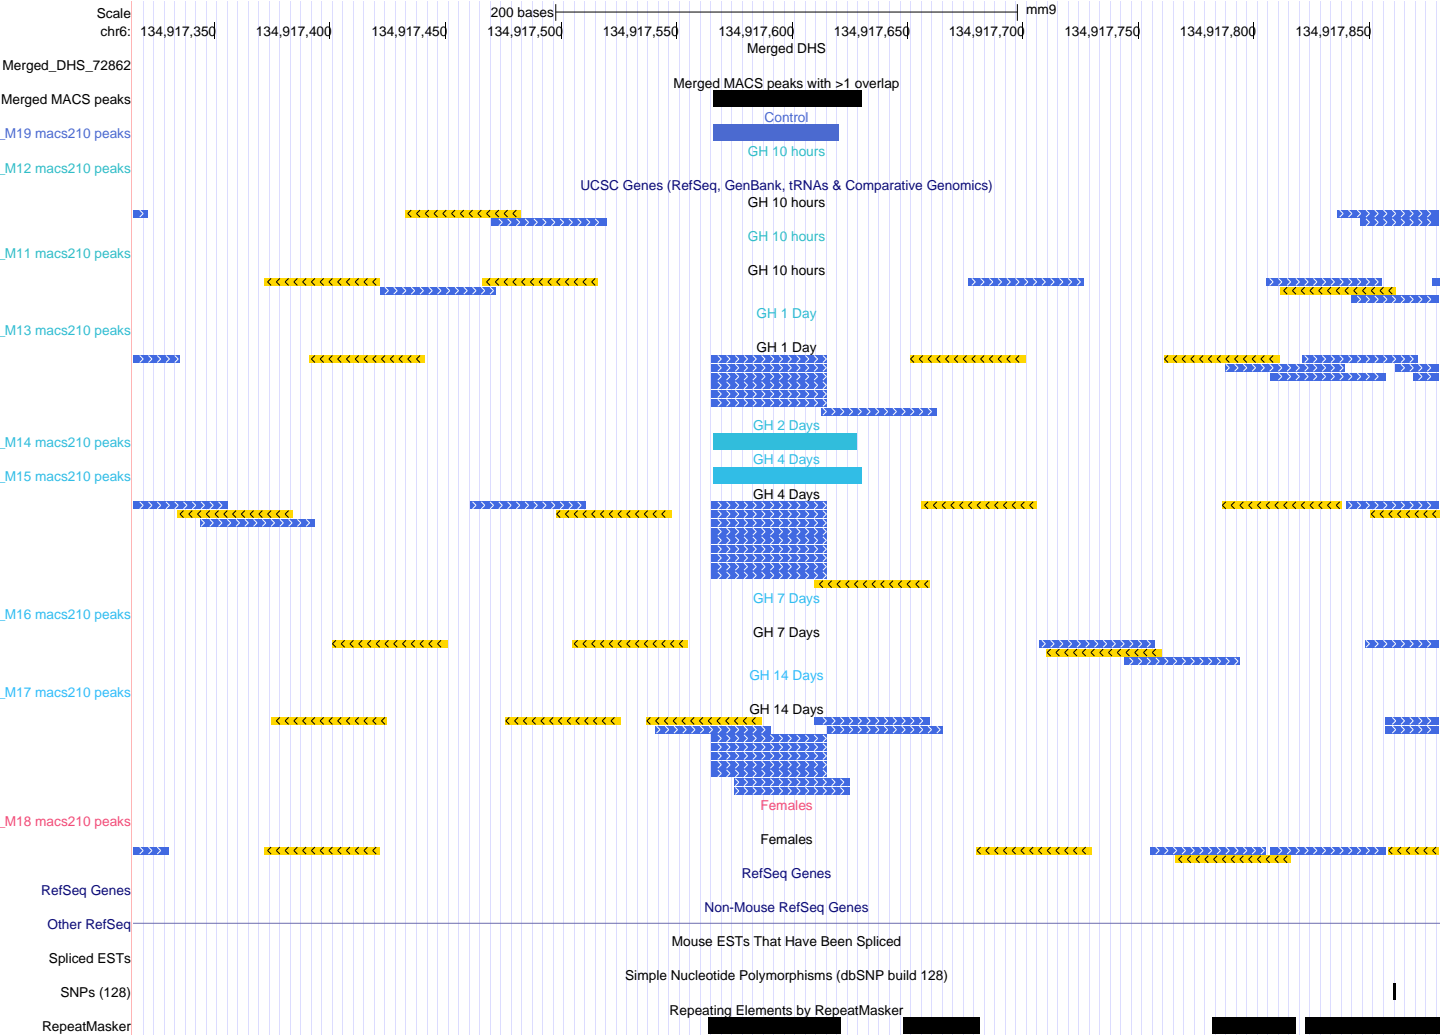 Scale 200 bases mm9
chr6: 134,917,350 134,917,400 134,917,450 134,917,500 134,917,550 134,917,600 134,917,650 134,917,700 134,917,750 134,917,800 134,917,850
Merged DHS
Merged_DHS_72862
Merged MACS peaks with >1 overlap
Merged MACS peaks
Control
_M19 macs210 peaks
GH 10 hours
_M12 macs210 peaks
UCSC Genes (RefSeq, GenBank, tRNAs & Comparative Genomics)
GH 10 hours
GH 10 hours
_M11 macs210 peaks
GH 10 hours
GH 1 Day
_M13 macs210 peaks
GH 1 Day
GH 2 Days
_M14 macs210 peaks
GH 4 Days
_M15 macs210 peaks
GH 4 Days
GH 7 Days
_M16 macs210 peaks
GH 7 Days
GH 14 Days
_M17 macs210 peaks
GH 14 Days
Females
_M18 macs210 peaks
Females
RefSeq Genes
RefSeq Genes
Non-Mouse RefSeq Genes
Other RefSeq
Mouse ESTs That Have Been Spliced
Spliced ESTs
Simple Nucleotide Polymorphisms (dbSNP build 128)
SNPs (128)
Repeating Elements by RepeatMasker
RepeatMasker